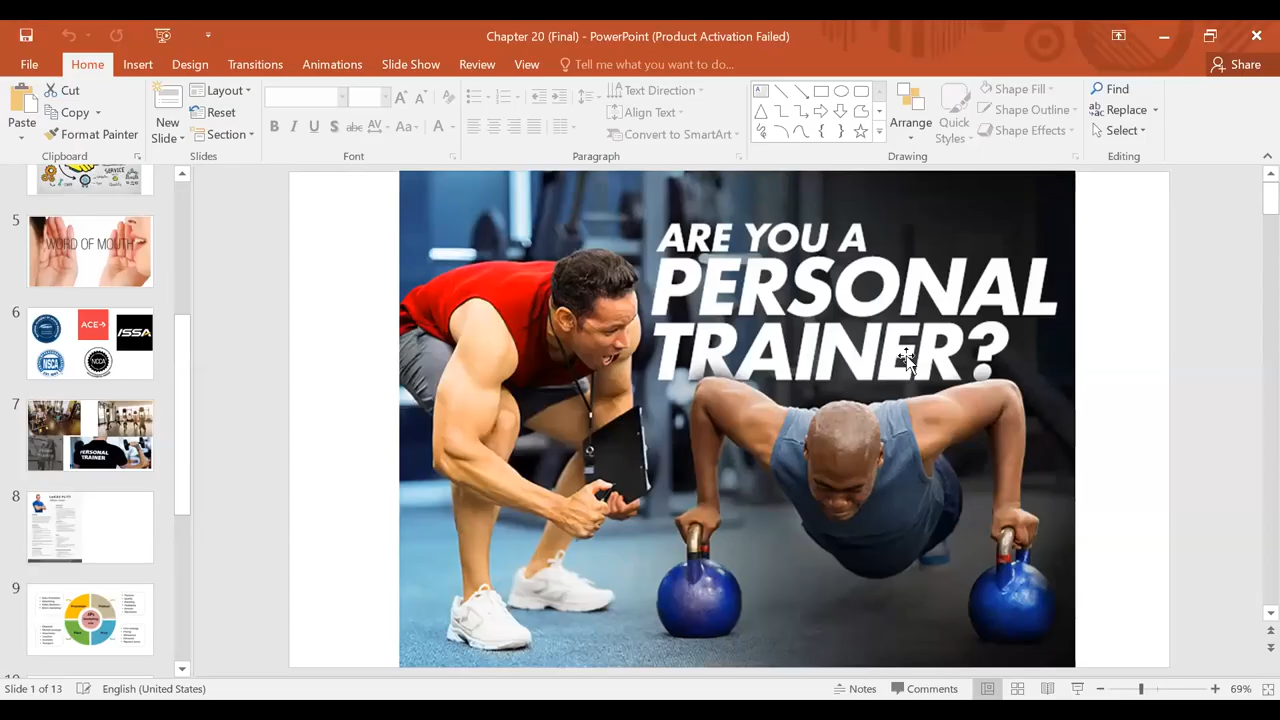 Chapter 20 (Final) - PowerPoint (Product Activation Failed)
File Home Insert Design Transitions Animations Slide Show Review View Tell me what you want to do... Share
Paste
Cut
Copy
Format Painter
Clipboard
New
Slide
Layout
Reset
Section
Slides
Font
Text Direction
Align Text
Convert to SmartArt
Paragraph
Arrange
Quick
Styles
Shape Fill
Shape Outline
Shape Effects
Drawing
Find
Replace
Select
Editing
SERVICE
5
WORD OF MOUTH
6
ACE
ISSA
NSCA
NCCA
7
PERSONAL
TRAINER
8
9
ARE YOU A
PERSONAL
TRAINER?
Slide 1 of 13
English (United States)
Notes
Comments
69%